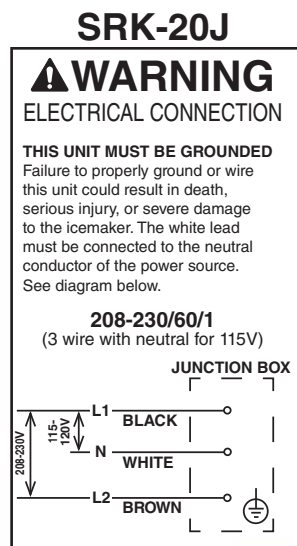 SRK-20J
WARNING
ELECTRICAL CONNECTION
THIS UNIT MUST BE GROUNDED
Failure to properly ground or wire
this unit could result in death,
serious injury, or severe damage
to the icemaker. The white lead
must be connected to the neutral
conductor of the power source.
See diagram below.
208-230/60/1
(3 wire with neutral for 115V)
JUNCTION BOX
L1
BLACK
115-
120V
208-230V
N
WHITE
L2
BROWN